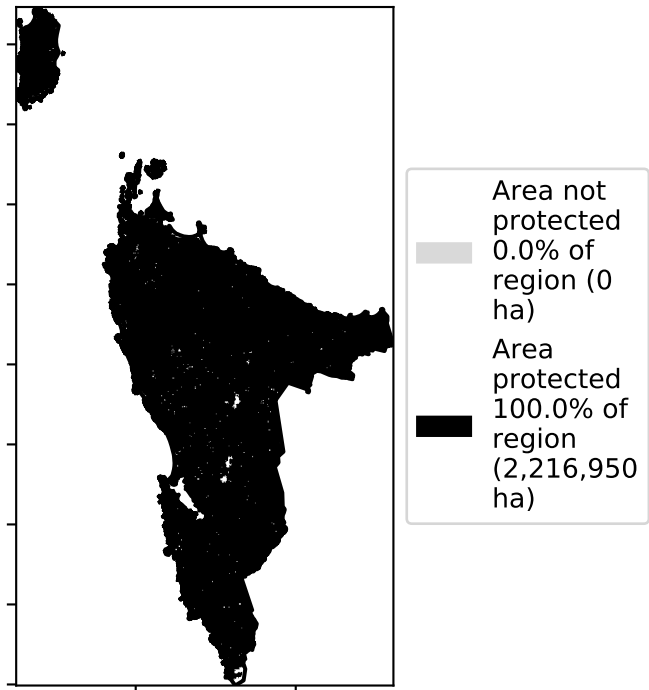 Area not
protected
0.0% of
region (0
ha)
Area
protected
100.0% of
region
(2,216,950
ha)